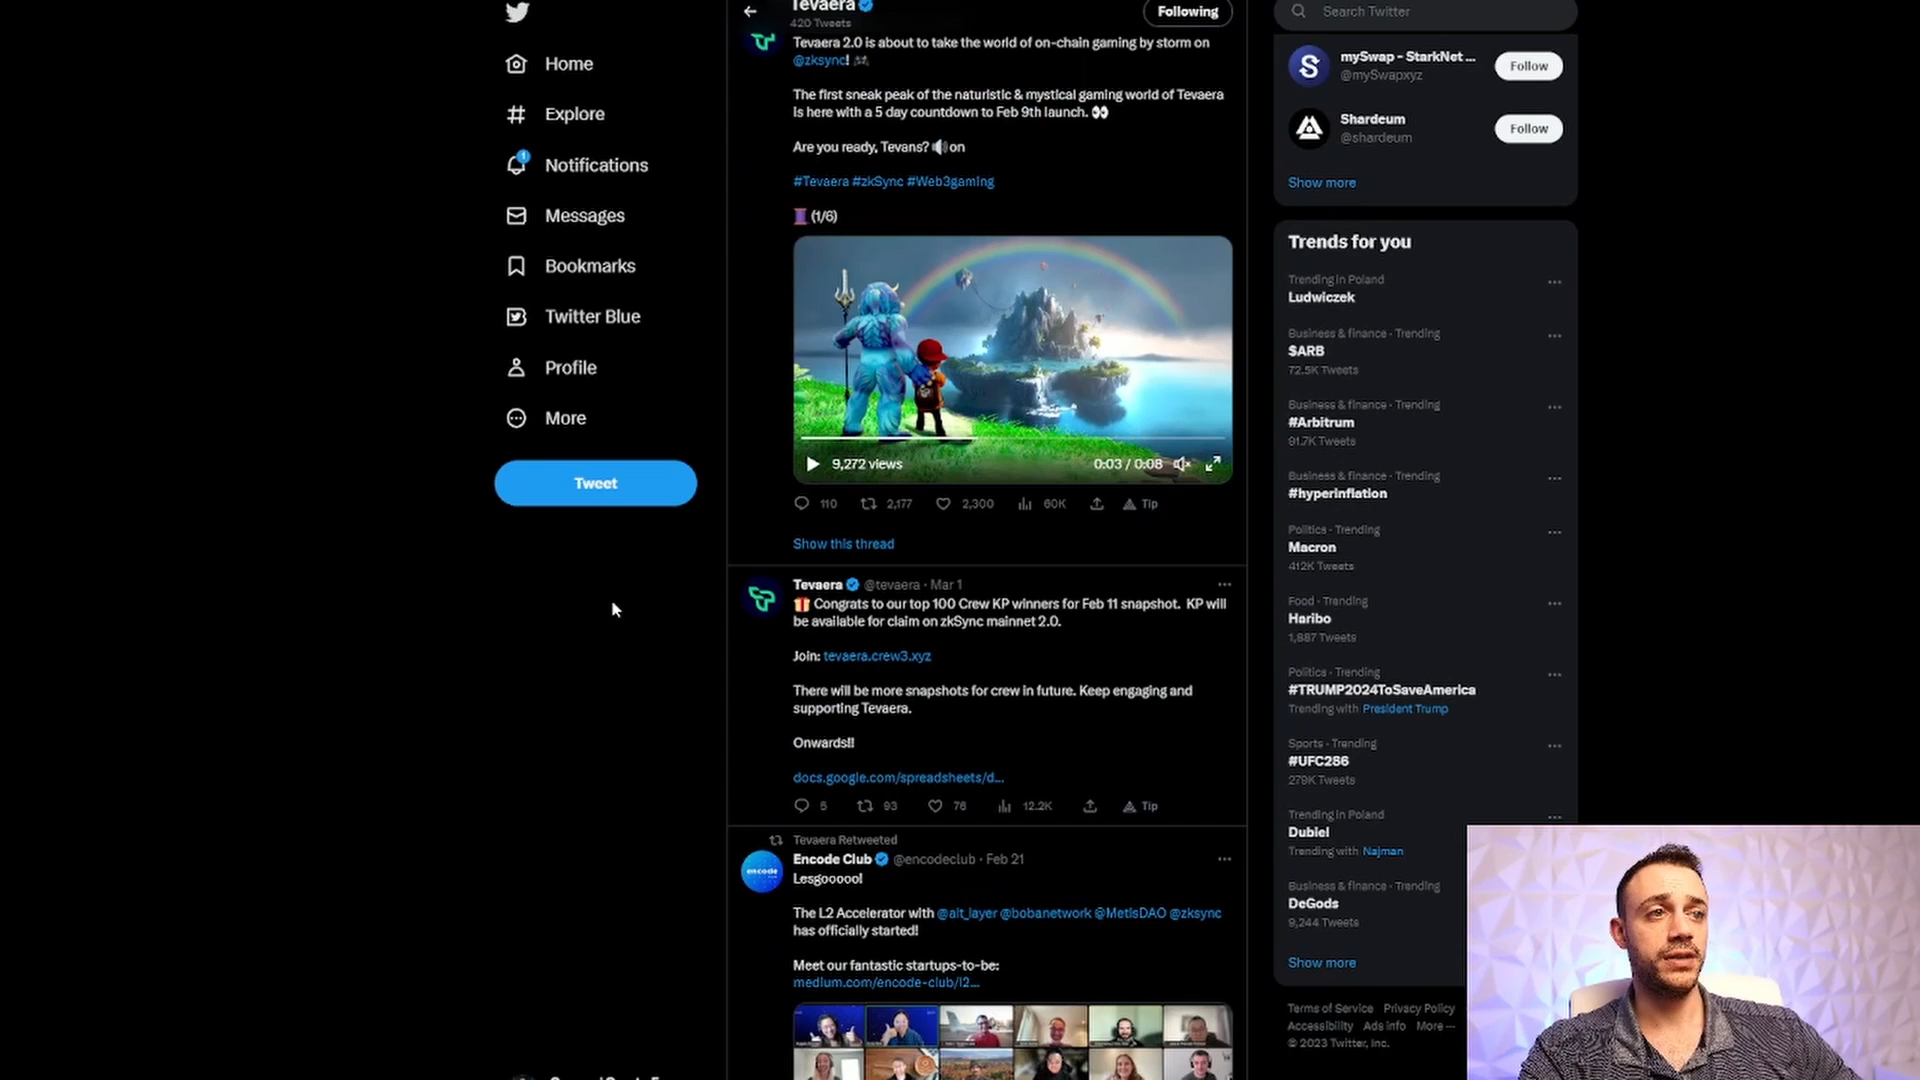 Home
Explore
1
Notifications
Messages
Bookmarks
Twitter Blue
Profile
More
Tweet
Tevaera
420 Tweets
Following
Tevaera 2.0 is about to take the world of on-chain gaming by storm on
@zksync! 🎮
The first sneak peak of the naturistic & mystical gaming world of Tevaera
is here with a 5 day countdown to Feb 9th launch. 👀
Are you ready, Tevans? 🔊on
#Tevaera #zkSync #Web3gaming
🧵 (1/6)
9,272 views
0:03 / 0:08
110 2,177 2,300 60K Tip
Show this thread
Tevaera @tevaera · Mar 1
🎁 Congrats to our top 100 Crew KP winners for Feb 11 snapshot. KP will
be available for claim on zkSync mainnet 2.0.
Join: tevaera.crew3.xyz
There will be more snapshots for crew in future. Keep engaging and
supporting Tevaera.
Onwards!!
docs.google.com/spreadsheets/d...
5 93 76 12.2K Tip
Tevaera Retweeted
encode
Encode Club @encodeclub · Feb 21
Lesgooooo!
The L2 Accelerator with @alt_layer @bobanetwork @MetisDAO @zksync
has officially started!
Meet our fantastic startups-to-be:
medium.com/encode-club/l2...
Search Twitter
mySwap - StarkNet ...
@mySwapxyz
Follow
Shardeum
@shardeum
Follow
Show more
Trends for you
Trending in Poland
Ludwiczek
Business & finance · Trending
$ARB
72.5K Tweets
Business & finance · Trending
#Arbitrum
91.7K Tweets
Business & finance · Trending
#hyperinflation
Politics · Trending
Macron
412K Tweets
Food · Trending
Haribo
1,887 Tweets
Politics · Trending
#TRUMP2024ToSaveAmerica
Trending with President Trump
Sports · Trending
#UFC286
279K Tweets
Trending in Poland
Dubiel
Trending with Najman
Business & finance · Trending
DeGods
9,244 Tweets
Show more
Terms of Service Privacy Policy
Accessibility Ads info More ...
© 2023 Twitter, Inc.